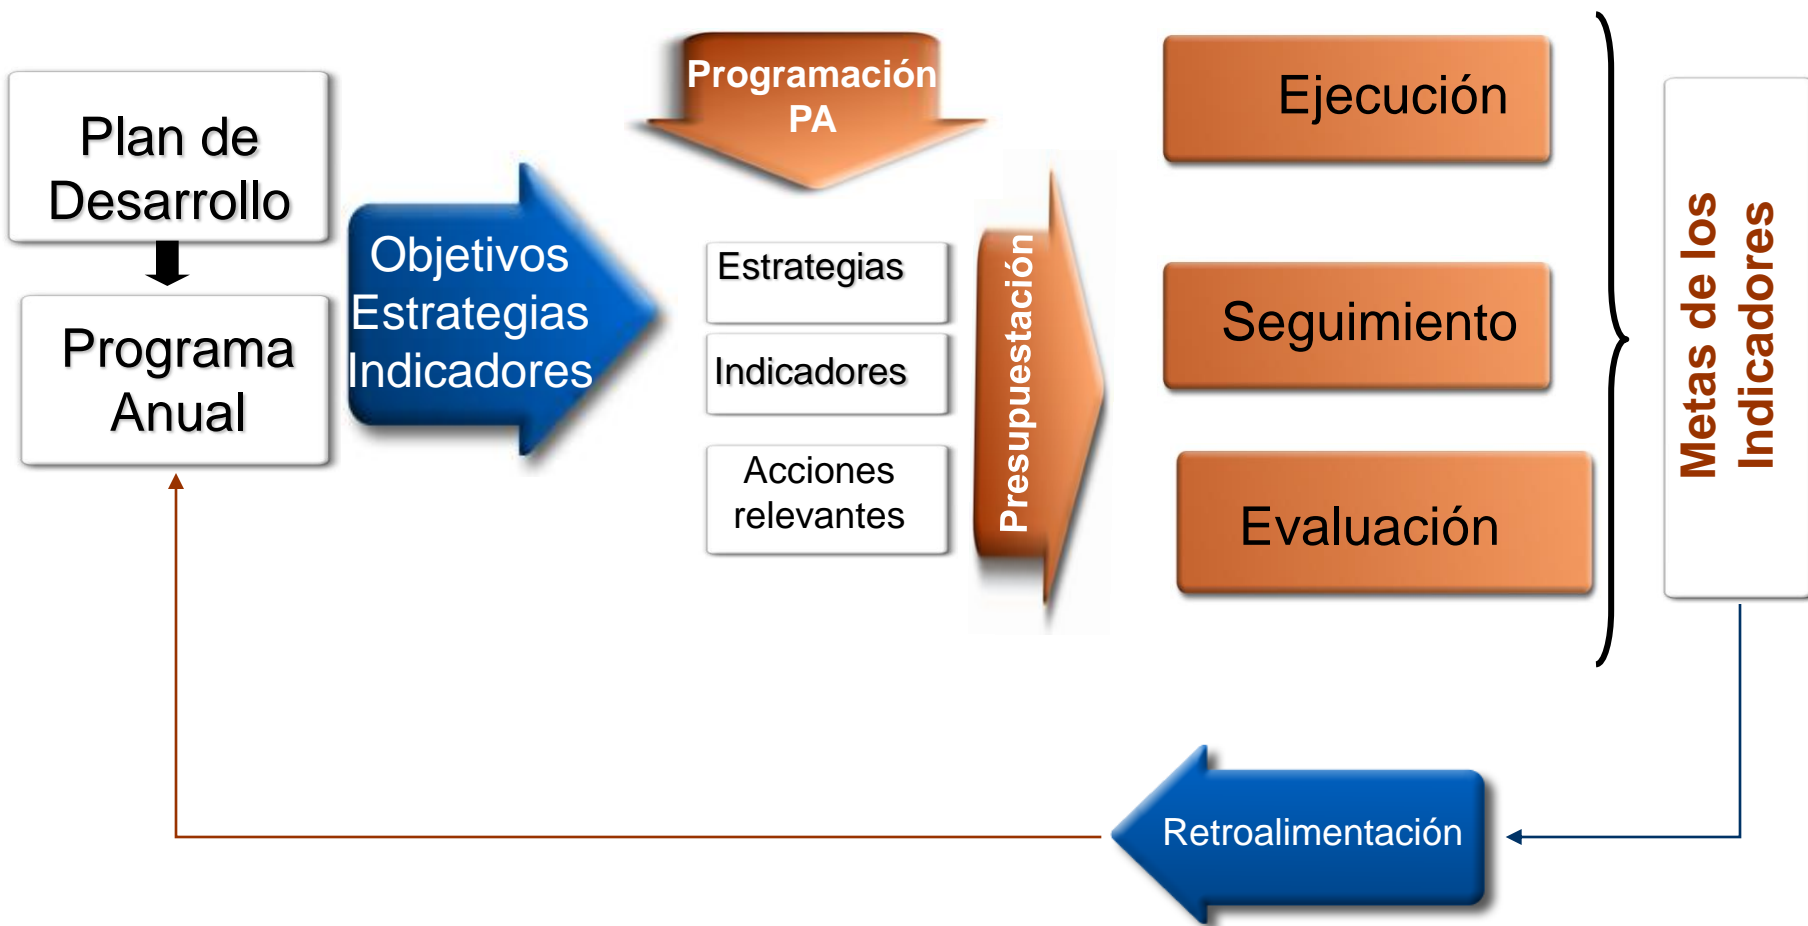 Plan de
Desarrollo
Programa
Anual
Objetivos
Estrategias
Indicadores
Programación
PA
Estrategias
Indicadores
Acciones
relevantes
Presupuestación
Ejecución
Seguimiento
Evaluación
Metas de los
Indicadores
Retroalimentación